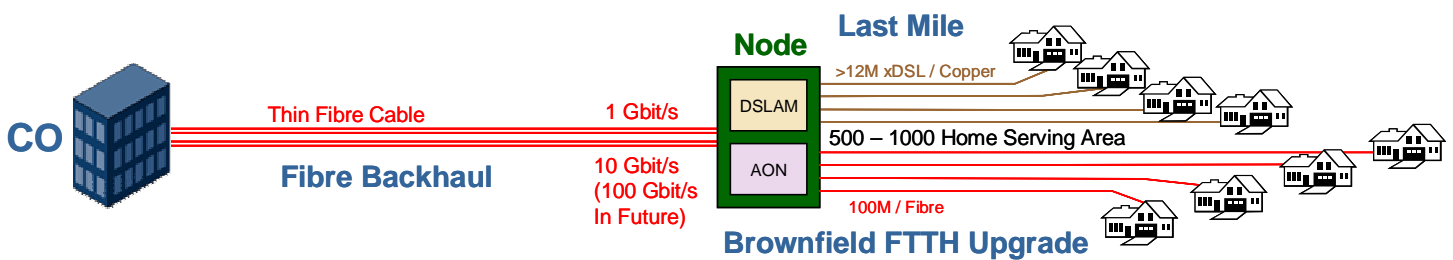 CO
Thin Fibre Cable
Fibre Backhaul
1 Gbit/s
10 Gbit/s
(100 Gbit/s
In Future)
Node
DSLAM
AON
Last Mile
>12M xDSL / Copper
500 – 1000 Home Serving Area
100M / Fibre
Brownfield FTTH Upgrade